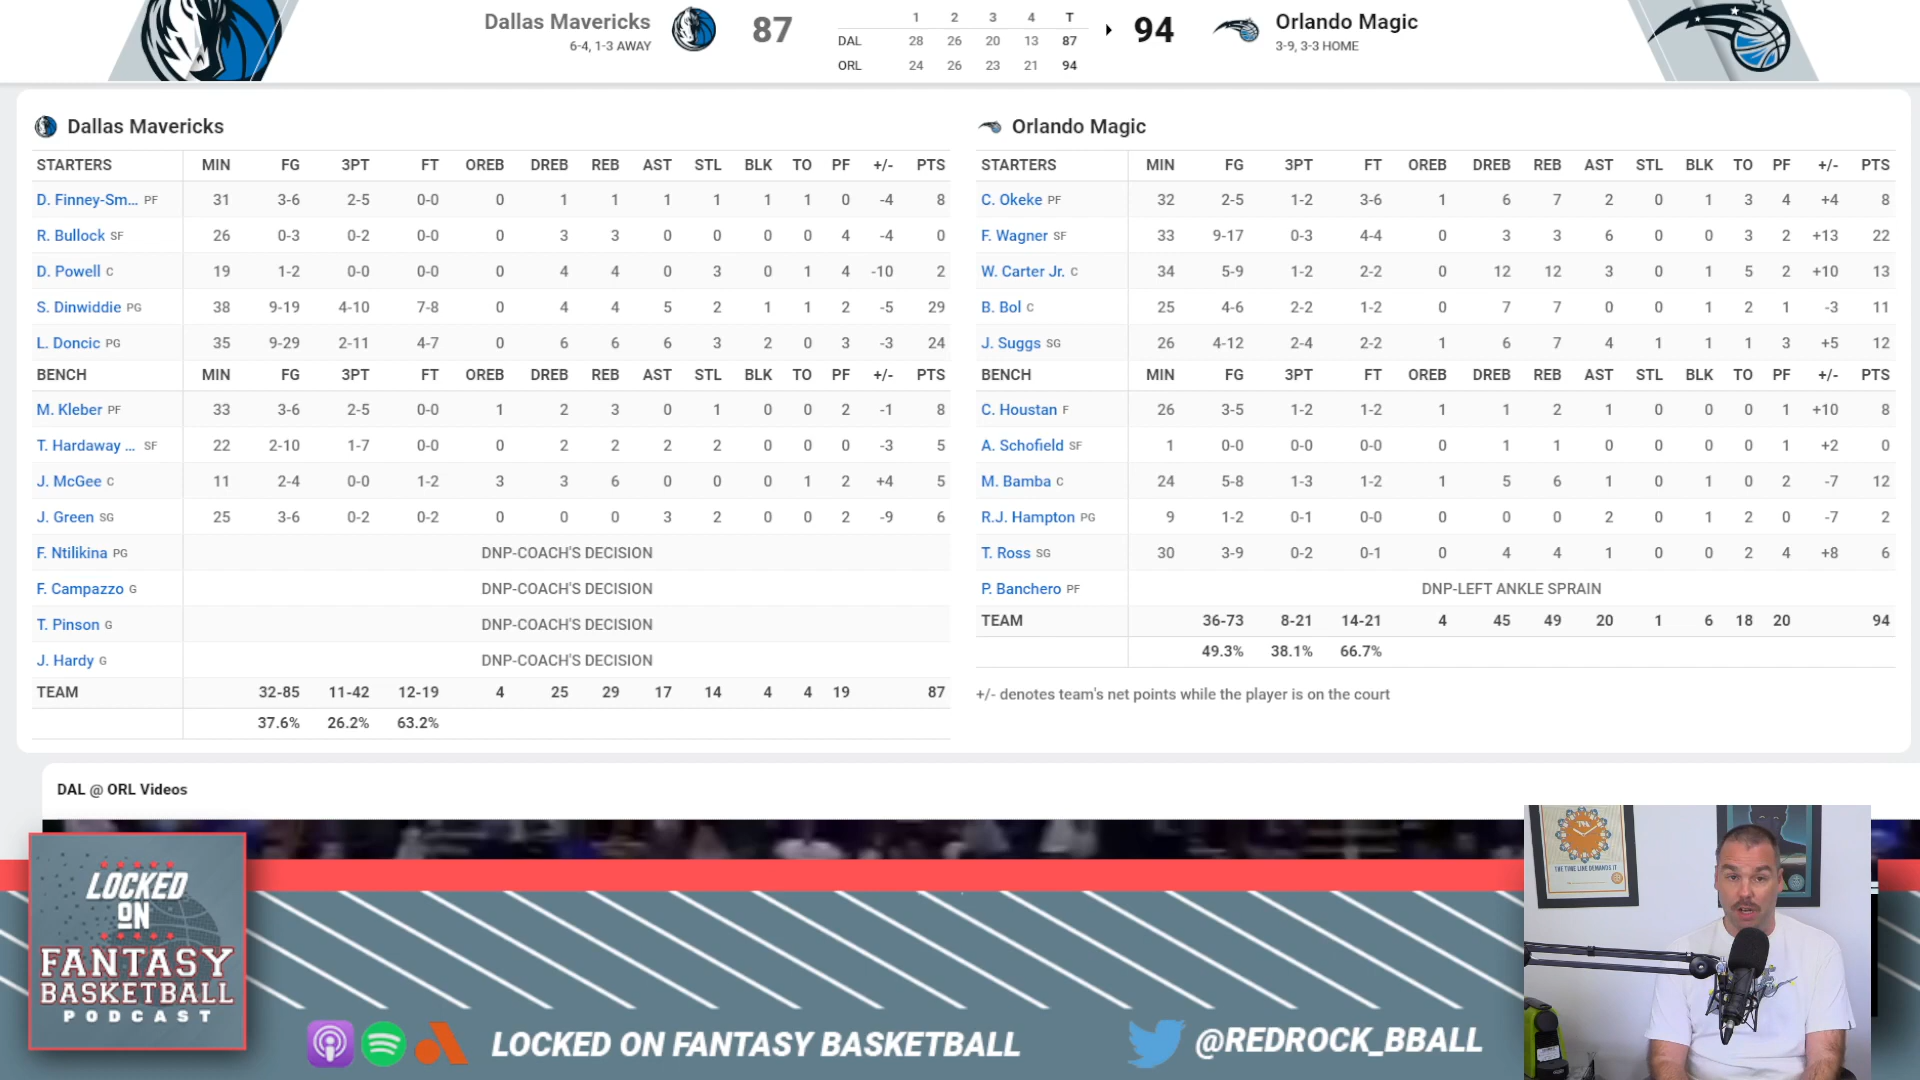 Dallas Mavericks
6-4, 1-3 AWAY
87
1 2 3 4 T
DAL 28 26 20 13 87
ORL 24 26 23 21 94
94
Orlando Magic
3-9, 3-3 HOME
Dallas Mavericks
STARTERS MIN FG 3PT FT OREB DREB REB AST STL BLK TO PF +/- PTS
D. Finney-Sm... PF 31 3-6 2-5 0-0 0 1 1 1 1 1 1 0 -4 8
R. Bullock SF 26 0-3 0-2 0-0 0 3 3 0 0 0 0 4 -4 0
D. Powell C 19 1-2 0-0 0-0 0 4 4 0 3 0 1 4 -10 2
S. Dinwiddie PG 38 9-19 4-10 7-8 0 4 4 5 2 1 1 2 -5 29
L. Doncic PG 35 9-29 2-11 4-7 0 6 6 6 3 2 0 3 -3 24
BENCH MIN FG 3PT FT OREB DREB REB AST STL BLK TO PF +/- PTS
M. Kleber PF 33 3-6 2-5 0-0 1 2 3 0 1 0 0 2 -1 8
T. Hardaway ... SF 22 2-10 1-7 0-0 0 2 2 2 2 0 0 0 -3 5
J. McGee C 11 2-4 0-0 1-2 3 3 6 0 0 0 1 2 +4 5
J. Green SG 25 3-6 0-2 0-2 0 0 0 3 2 0 0 2 -9 6
F. Ntilikina PG DNP-COACH'S DECISION
F. Campazzo G DNP-COACH'S DECISION
T. Pinson G DNP-COACH'S DECISION
J. Hardy G DNP-COACH'S DECISION
TEAM 32-85 11-42 12-19 4 25 29 17 14 4 4 19 87
37.6% 26.2% 63.2%
Orlando Magic
STARTERS MIN FG 3PT FT OREB DREB REB AST STL BLK TO PF +/- PTS
C. Okeke PF 32 2-5 1-2 3-6 1 6 7 2 0 1 3 4 +4 8
F. Wagner SF 33 9-17 0-3 4-4 0 3 3 6 0 0 3 2 +13 22
W. Carter Jr. C 34 5-9 1-2 2-2 0 12 12 3 0 1 5 2 +10 13
B. Bol C 25 4-6 2-2 1-2 0 7 7 0 0 1 2 1 -3 11
J. Suggs SG 26 4-12 2-4 2-2 1 6 7 4 1 1 1 3 +5 12
BENCH MIN FG 3PT FT OREB DREB REB AST STL BLK TO PF +/- PTS
C. Houstan F 26 3-5 1-2 1-2 1 1 2 1 0 0 0 1 +10 8
A. Schofield SF 1 0-0 0-0 0-0 0 1 1 0 0 0 0 1 +2 0
M. Bamba C 24 5-8 1-3 1-2 1 5 6 1 0 1 0 2 -7 12
R.J. Hampton PG 9 1-2 0-1 0-0 0 0 0 2 0 1 2 0 -7 2
T. Ross SG 30 3-9 0-2 0-1 0 4 4 1 0 0 2 4 +8 6
P. Banchero PF DNP-LEFT ANKLE SPRAIN
TEAM 36-73 8-21 14-21 4 45 49 20 1 6 18 20 94
49.3% 38.1% 66.7%
+/- denotes team's net points while the player is on the court
DAL @ ORL Videos
LOCKED
ON
FANTASY
BASKETBALL
PODCAST
LOCKED ON FANTASY BASKETBALL
@REDROCK_BBALL
THE TIME LINE DEMANDS IT